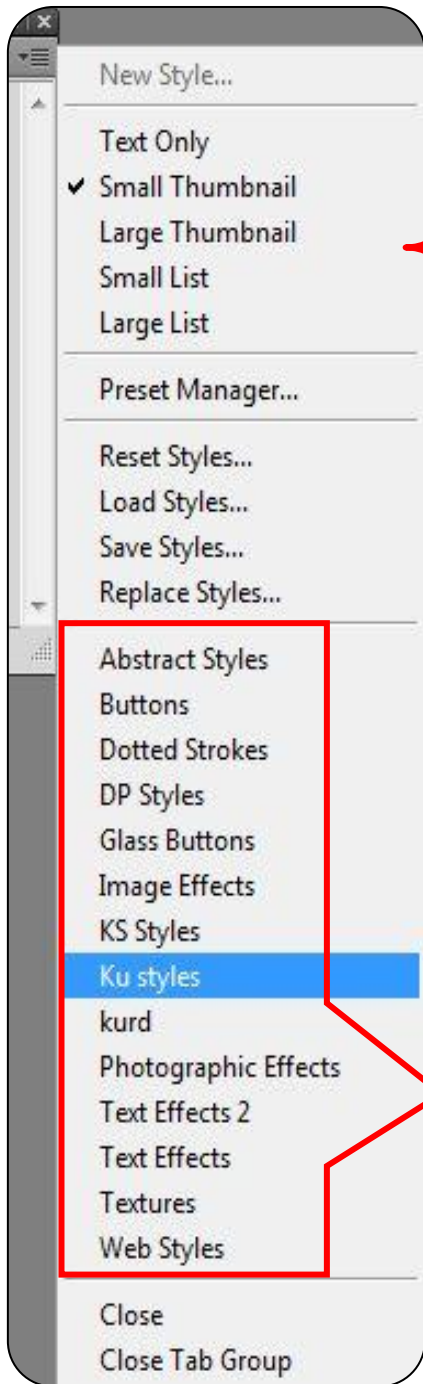 New Style...
Text Only
Small Thumbnail
Large Thumbnail
Small List
Large List
Preset Manager...
Reset Styles...
Load Styles...
Save Styles...
Replace Styles...
Abstract Styles
Buttons
Dotted Strokes
DP Styles
Glass Buttons
Image Effects
KS Styles
Ku styles
kurd
Photographic Effects
Text Effects 2
Text Effects
Textures
Web Styles
Close
Close Tab Group